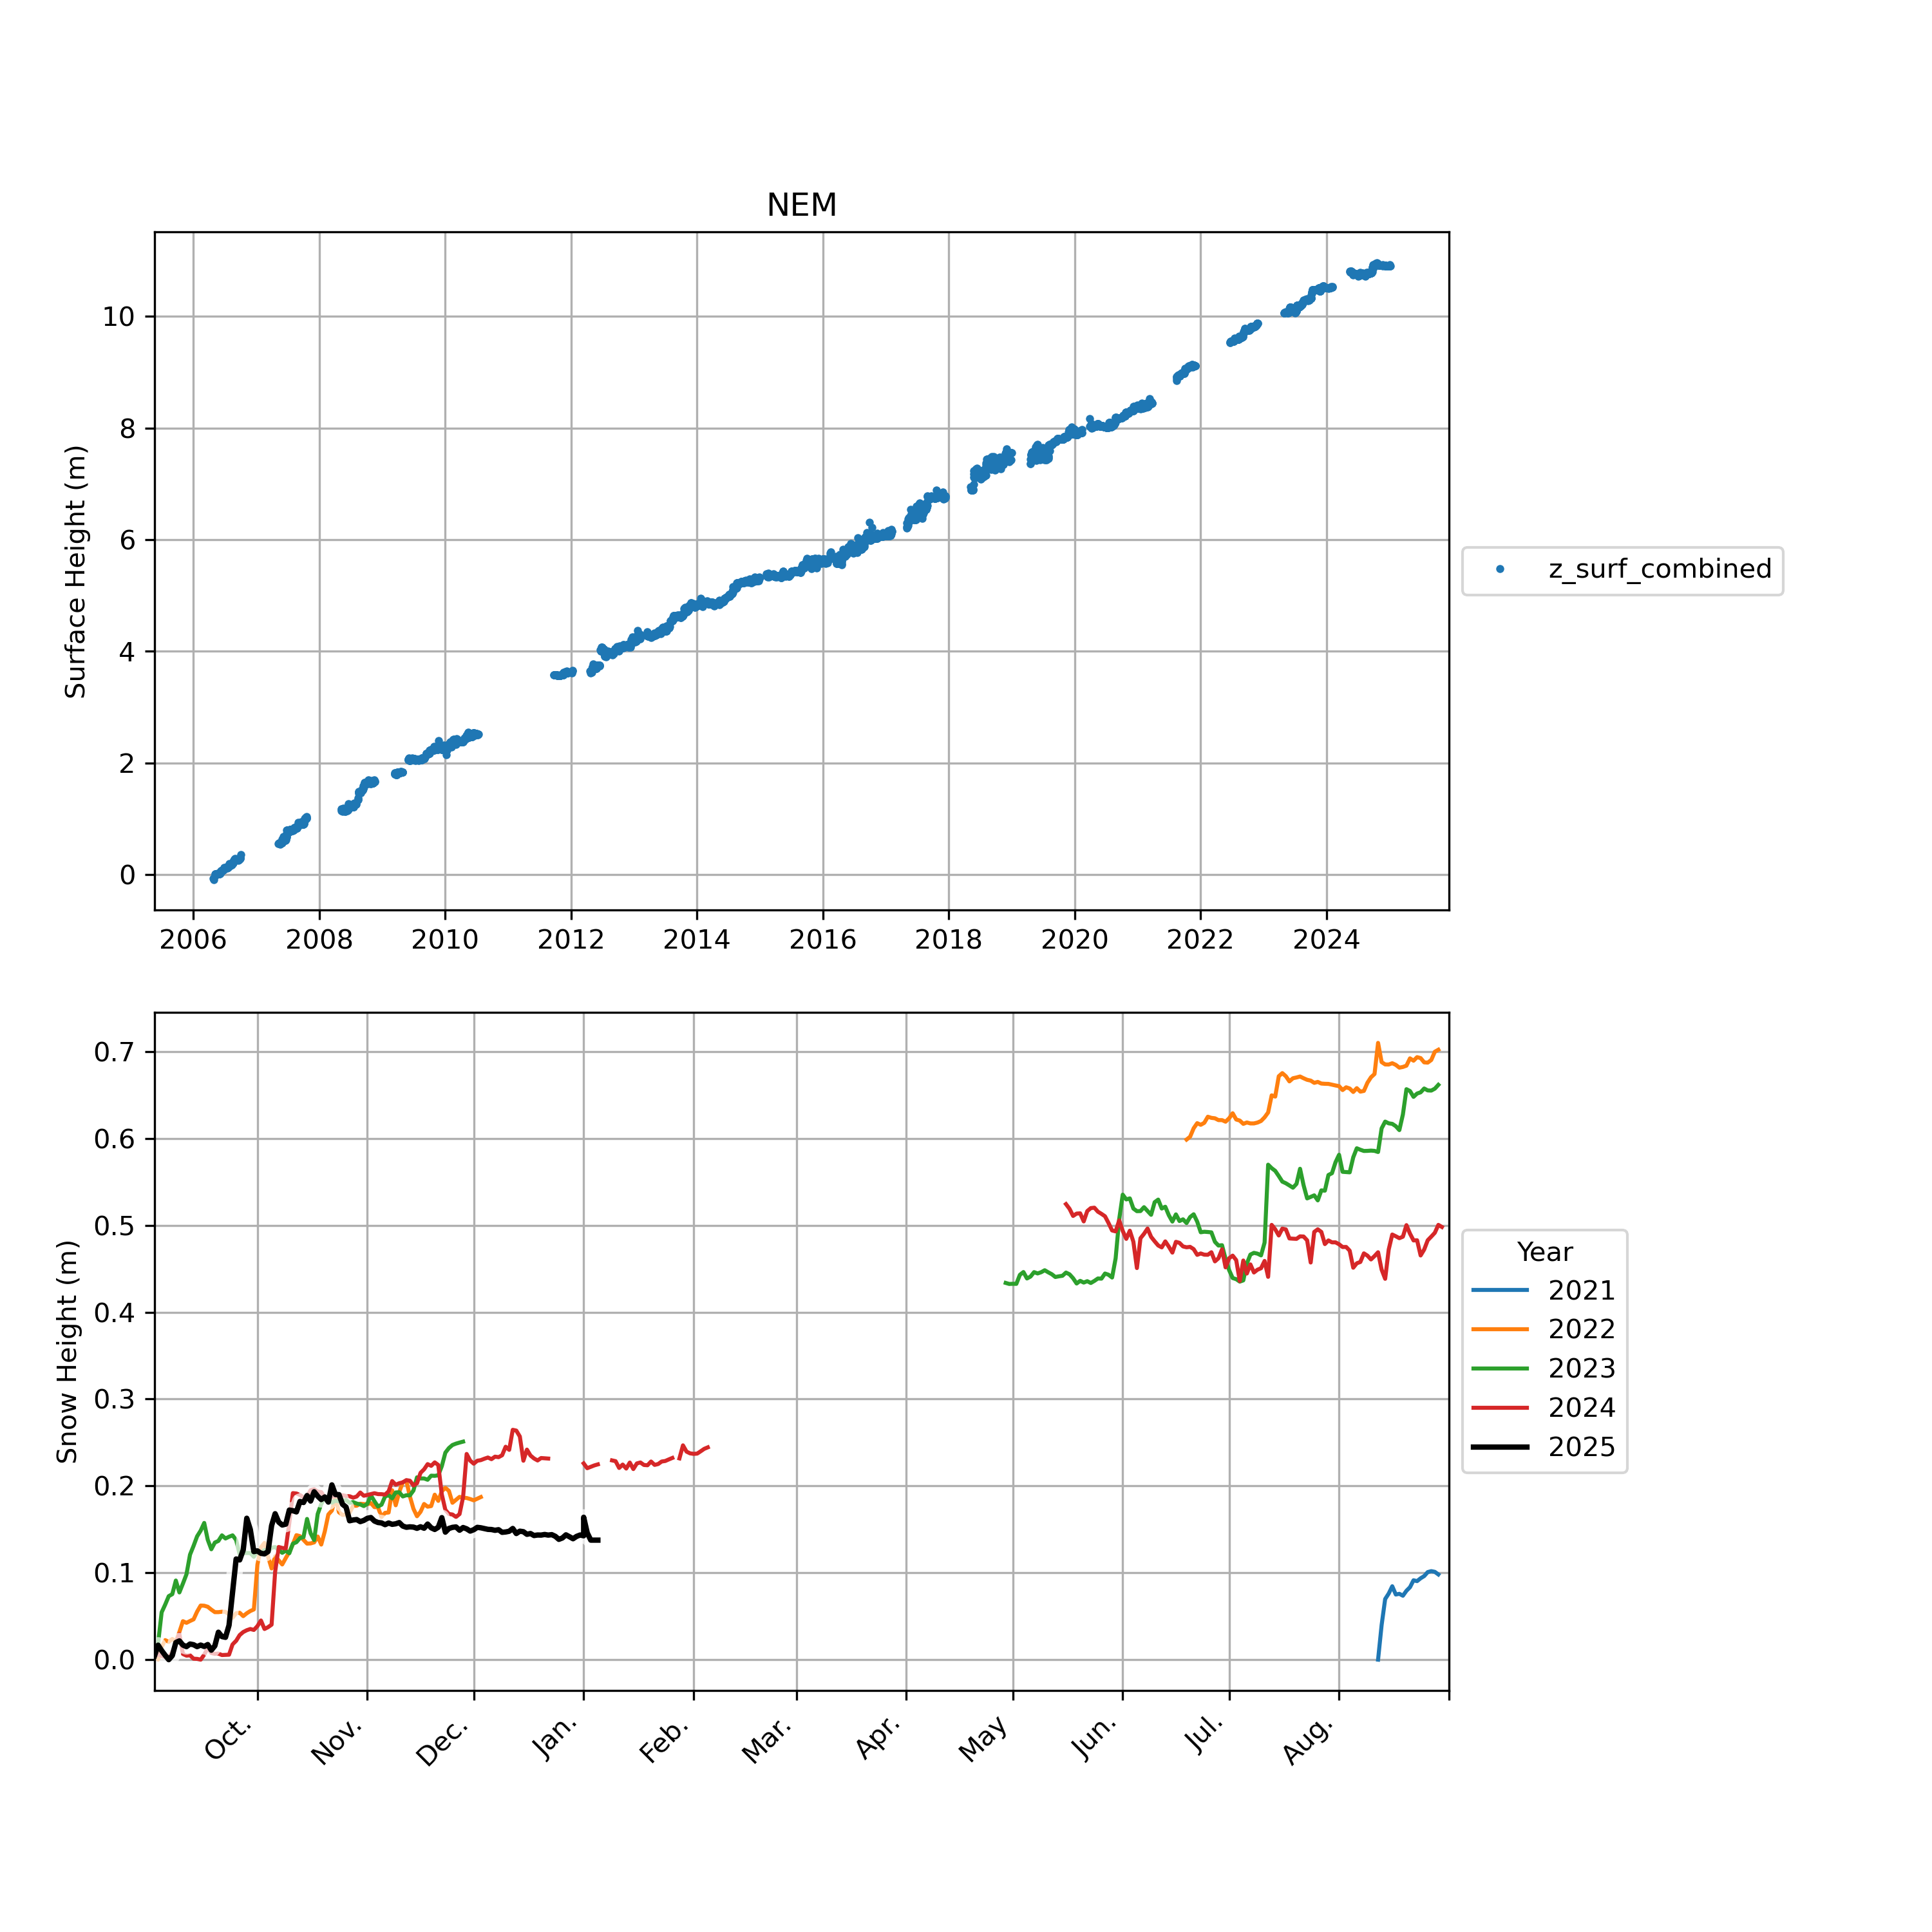 NEM
Surface Height (m)
10
8
6
4
2
0
2006 2008 2010 2012 2014 2016 2018 2020 2022 2024
z_surf_combined
Snow Height (m)
0.7
0.6
0.5
0.4
0.3
0.2
0.1
0.0
Oct. Nov. Dec. Jan. Feb. Mar. Apr. May Jun. Jul. Aug.
Year
2021
2022
2023
2024
2025